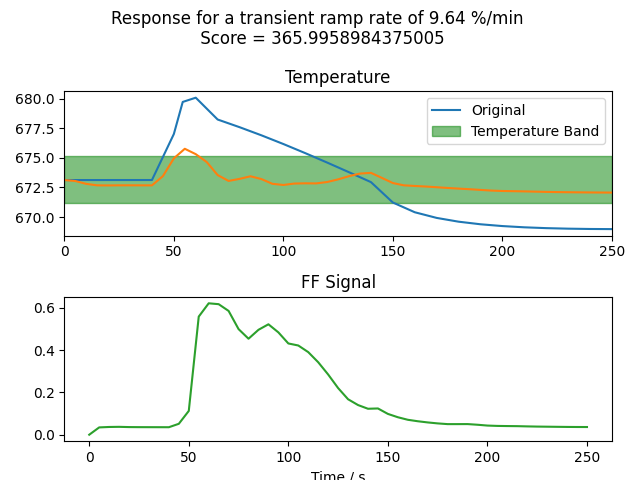 Response for a transient ramp rate of 9.64 %/min
Score = 365.9958984375005
Temperature
680.0
677.5
675.0
672.5
670.0
Original
Temperature Band
0 50 100 150 200 250
FF Signal
0.6
0.4
0.2
0.0
0 50 100 150 200 250
Time / s